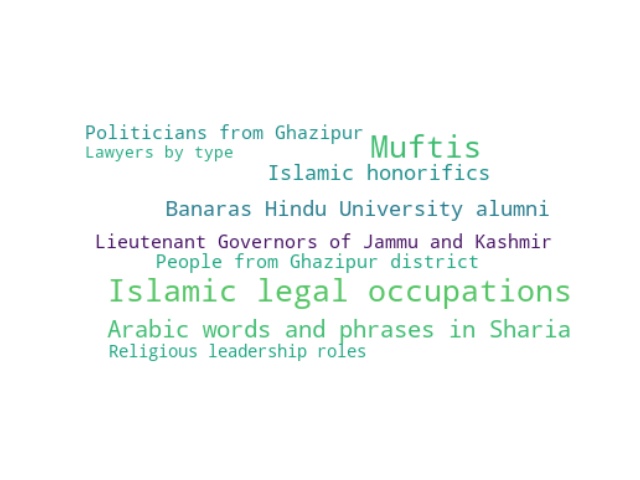 Politicians from Ghazipur
Muftis
Lawyers by type
Islamic honorifics
Banaras Hindu University alumni
Lieutenant Governors of Jammu and Kashmir
People from Ghazipur district
Islamic legal occupations
Arabic words and phrases in Sharia
Religious leadership roles